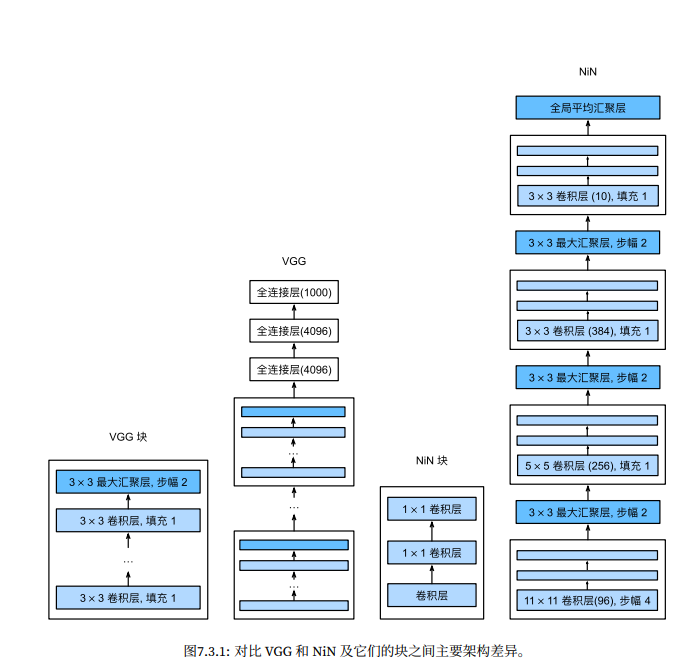 VGG 块
3 × 3 最大汇聚层, 步幅 2
3 × 3 卷积层, 填充 1
...
3 × 3 卷积层, 填充 1
VGG
全连接层(1000)
全连接层(4096)
全连接层(4096)
...
...
...
NiN 块
1 × 1 卷积层
1 × 1 卷积层
卷积层
NiN
全局平均汇聚层
3 × 3 卷积层 (10), 填充 1
3 × 3 最大汇聚层, 步幅 2
3 × 3 卷积层 (384), 填充 1
3 × 3 最大汇聚层, 步幅 2
5 × 5 卷积层 (256), 填充 1
3 × 3 最大汇聚层, 步幅 2
11 × 11 卷积层(96), 步幅 4
图7.3.1: 对比 VGG 和 NiN 及它们的块之间主要架构差异。